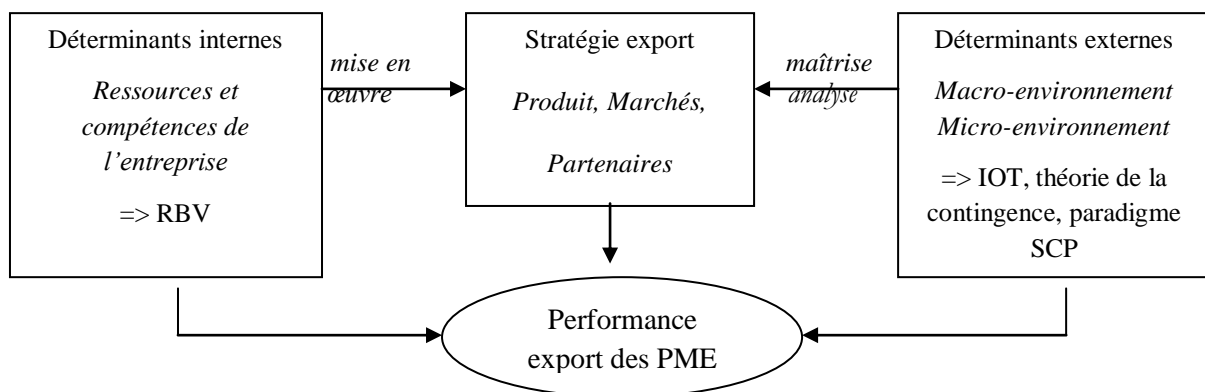 Déterminants internes
Ressources et
compétences de
l’entreprise
=> RBV
mise en
œuvre
Stratégie export
Produit, Marchés,
Partenaires
maîtrise
analyse
Déterminants externes
Macro-environnement
Micro-environnement
=> IOT, théorie de la
contingence, paradigme
SCP
Performance
export des PME